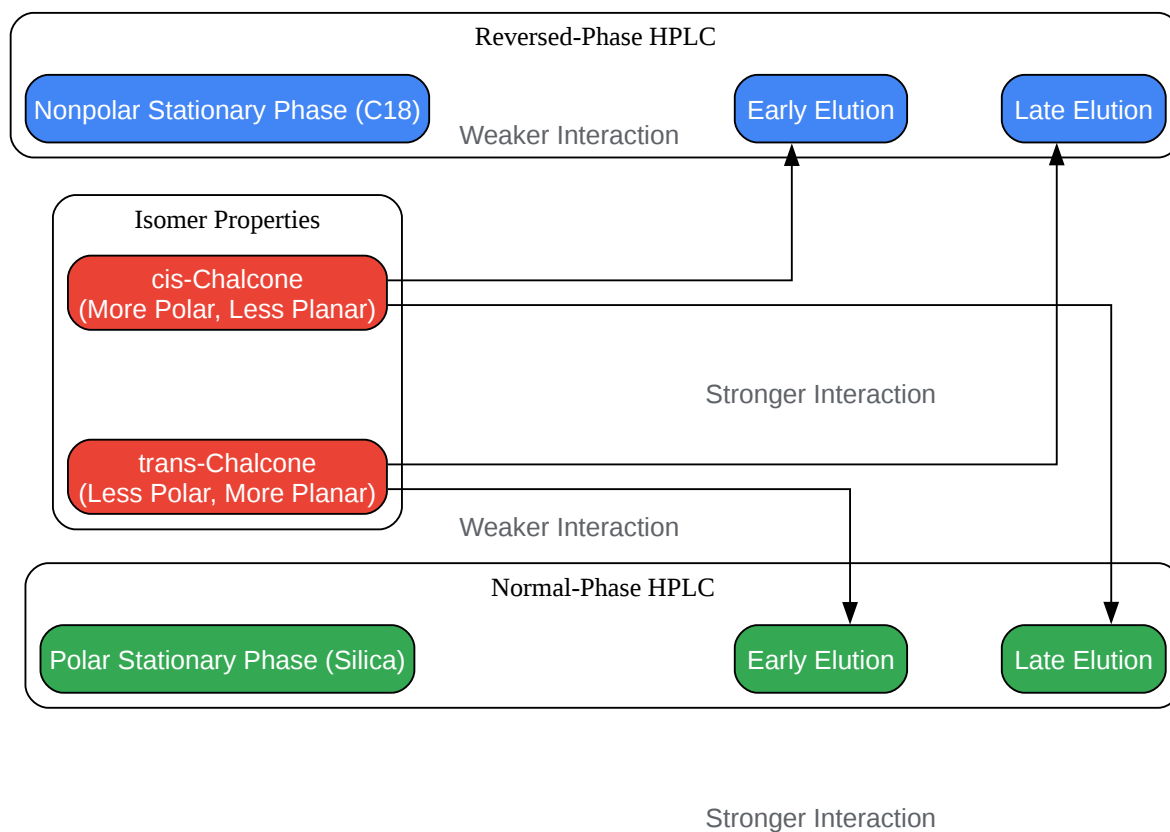 Reversed-Phase HPLC
Nonpolar Stationary Phase (C18)
Weaker Interaction
Early Elution
Late Elution
Isomer Properties
cis-Chalcone
(More Polar, Less Planar)
Stronger Interaction
trans-Chalcone
(Less Polar, More Planar)
Weaker Interaction
Normal-Phase HPLC
Polar Stationary Phase (Silica)
Early Elution
Late Elution
Stronger Interaction